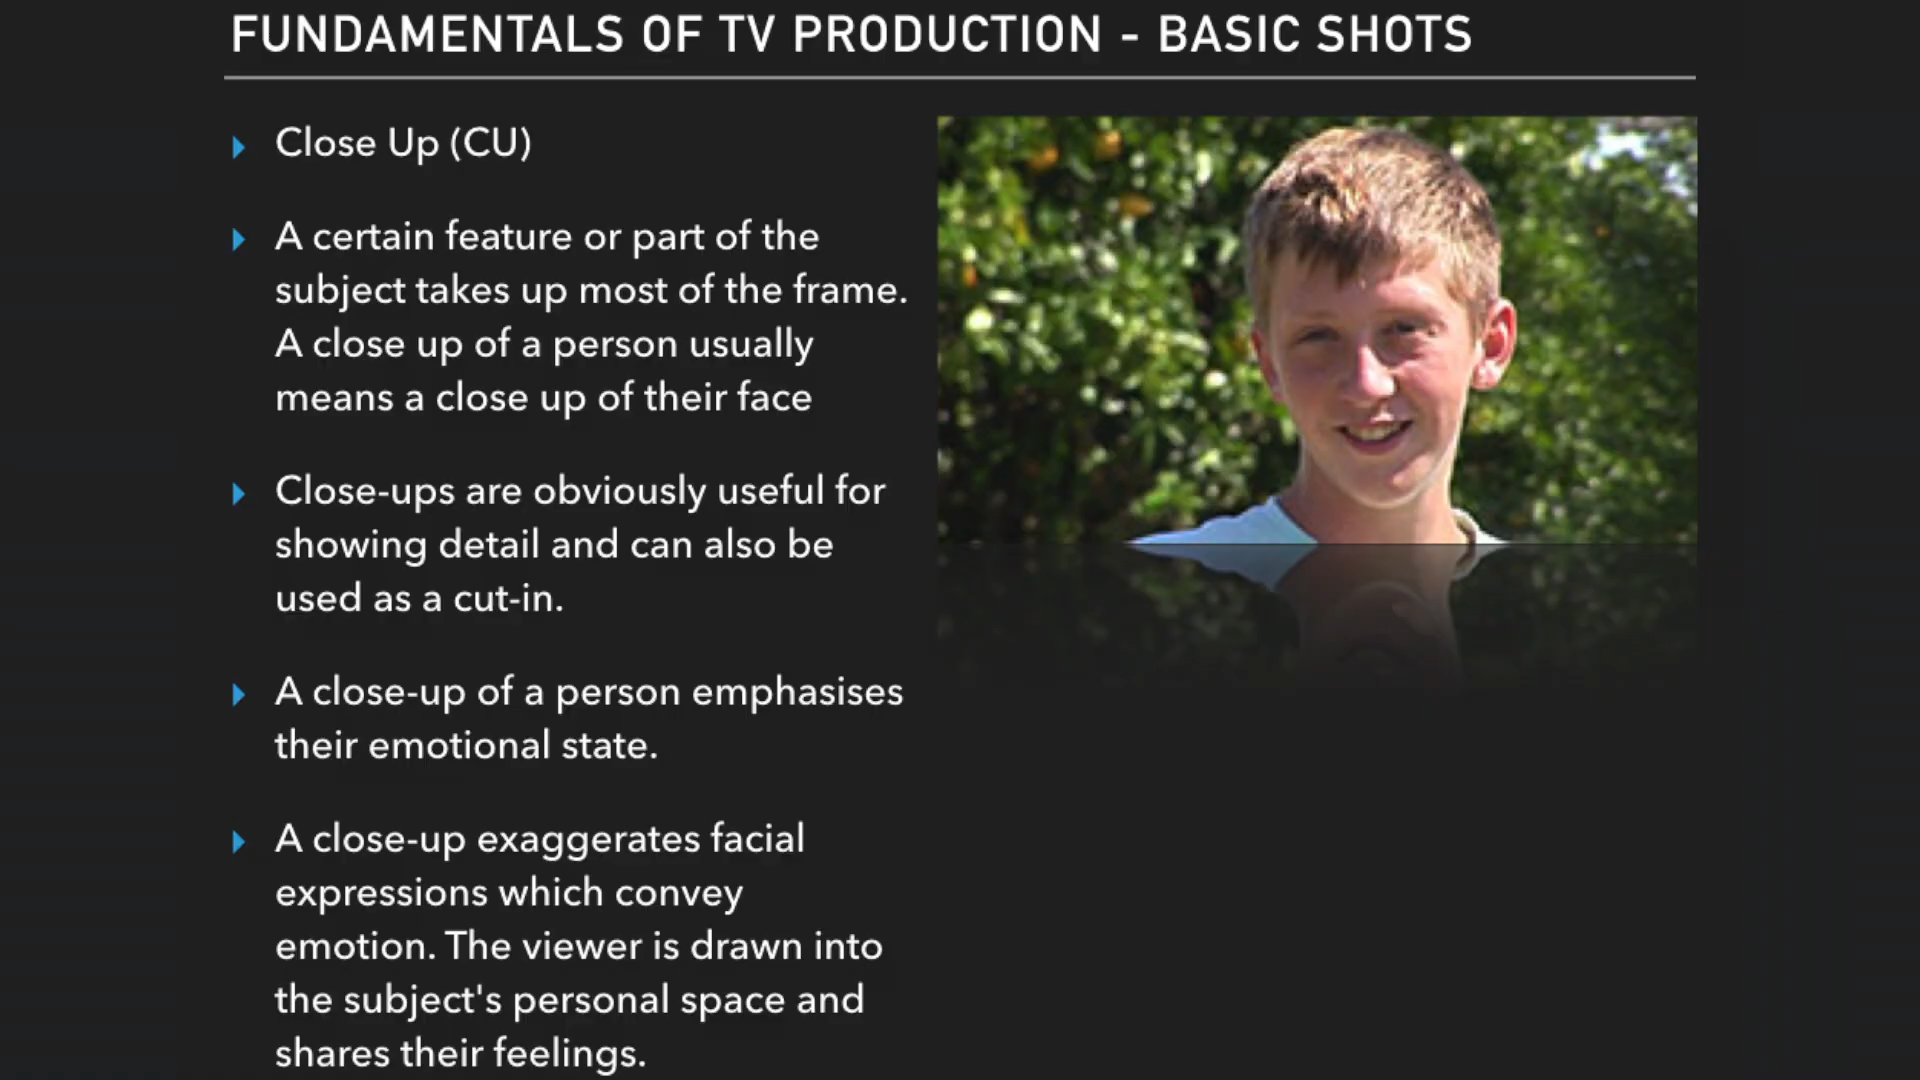 FUNDAMENTALS OF TV PRODUCTION - BASIC SHOTS
Close Up (CU)
A certain feature or part of the
subject takes up most of the frame.
A close up of a person usually
means a close up of their face
Close-ups are obviously useful for
showing detail and can also be
used as a cut-in.
A close-up of a person emphasises
their emotional state.
A close-up exaggerates facial
expressions which convey
emotion. The viewer is drawn into
the subject's personal space and
shares their feelings.